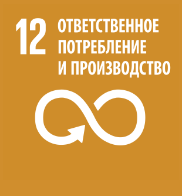 12 ОТВЕТСТВЕННОЕ
ПОТРЕБЛЕНИЕ
И ПРОИЗВОДСТВО